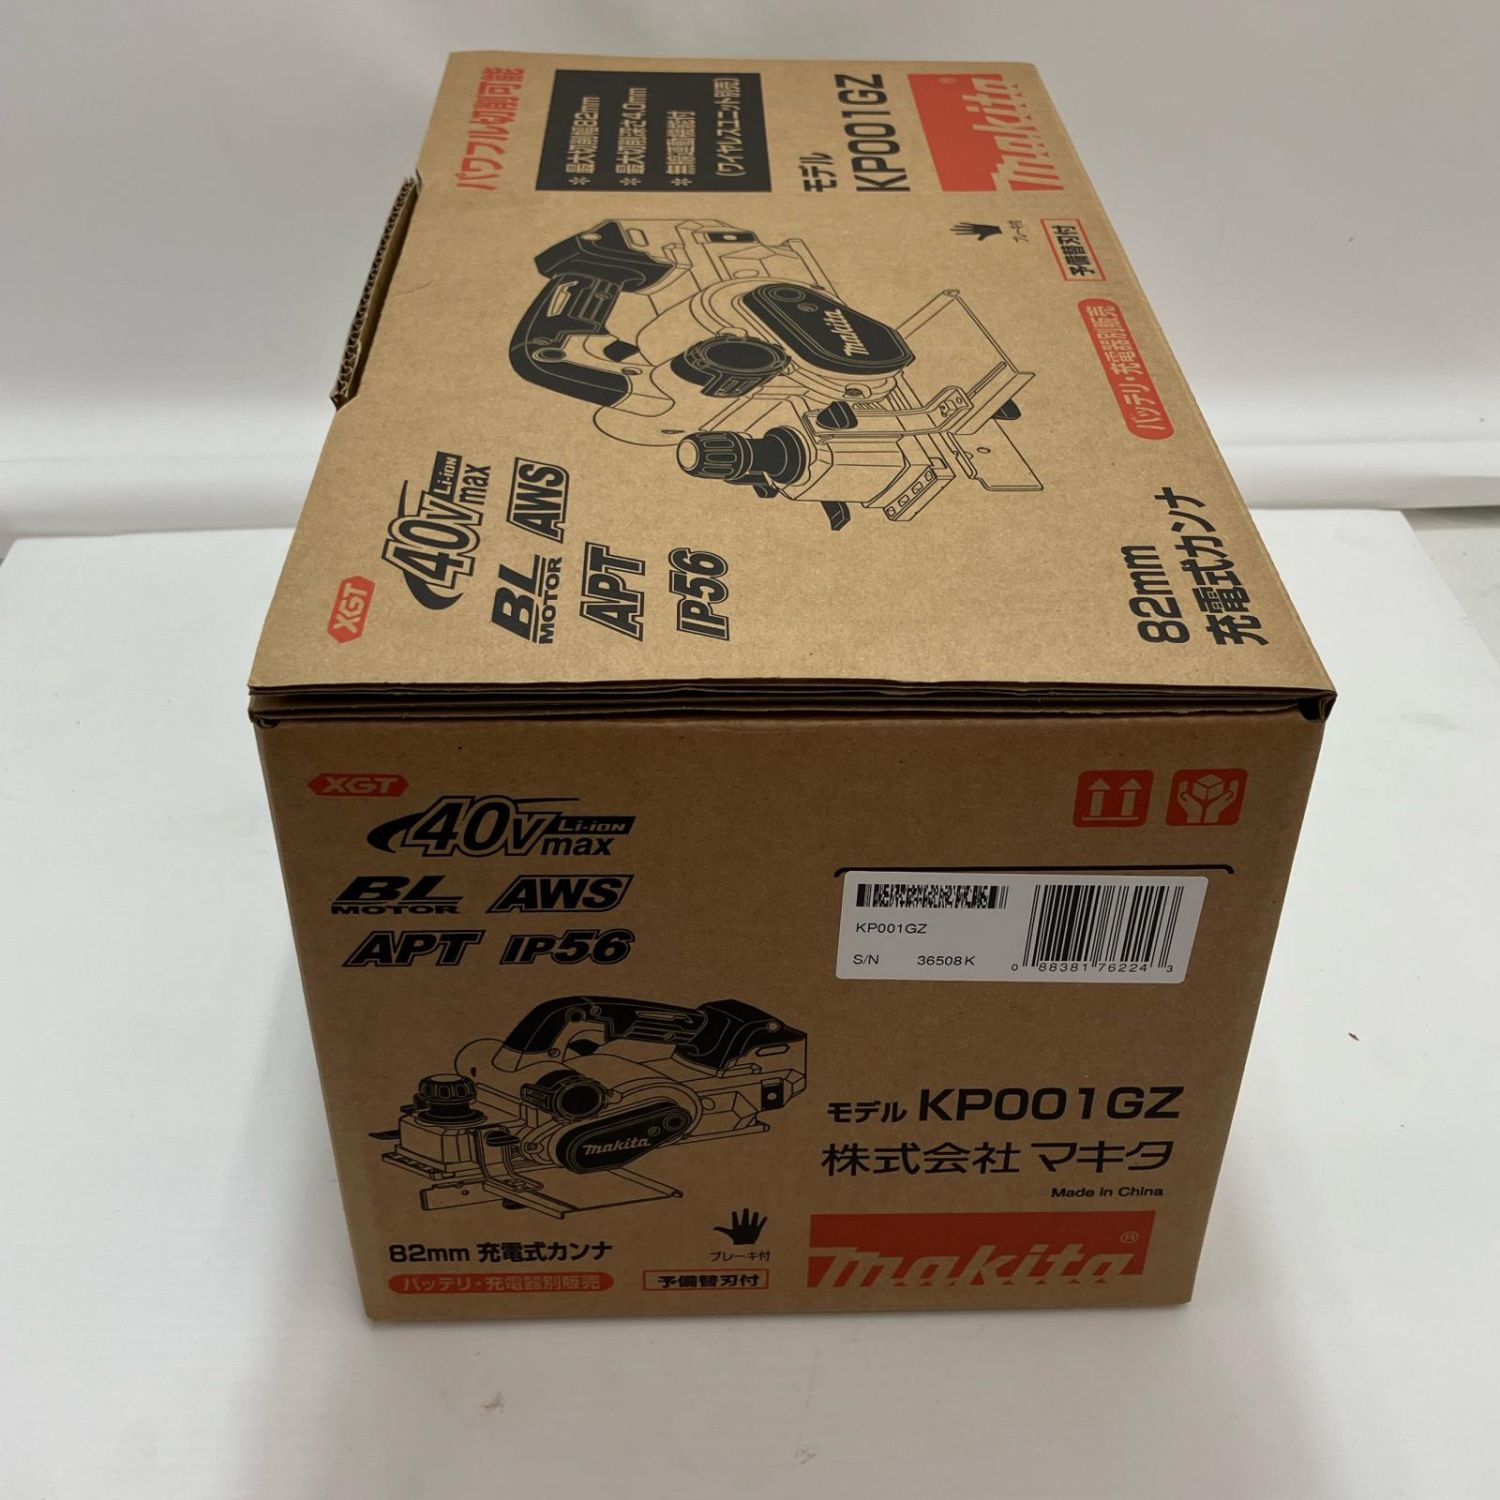 パワフル切削可能
＊最大切削幅82mm
＊最大切削深さ4.0mm
＊無線連動機能付
（ワイヤレスユニット別売）
モデル
KP001GZ
makita®
ブレーキ付
予備替刃付
バッテリ・充電器別販売
makita®
XGT
40Vmax Li-ion
BL MOTOR
AWS
APT
IP56
82mm
充電式カンナ
XGT
40Vmax Li-ion
BL MOTOR AWS
APT IP56
KP001GZ
S/N 36508K
0 88381 76224 3
makita®
モデル KP001GZ
株式会社マキタ
Made in China
82mm 充電式カンナ
ブレーキ付
バッテリ・充電器別販売
予備替刃付
makita®